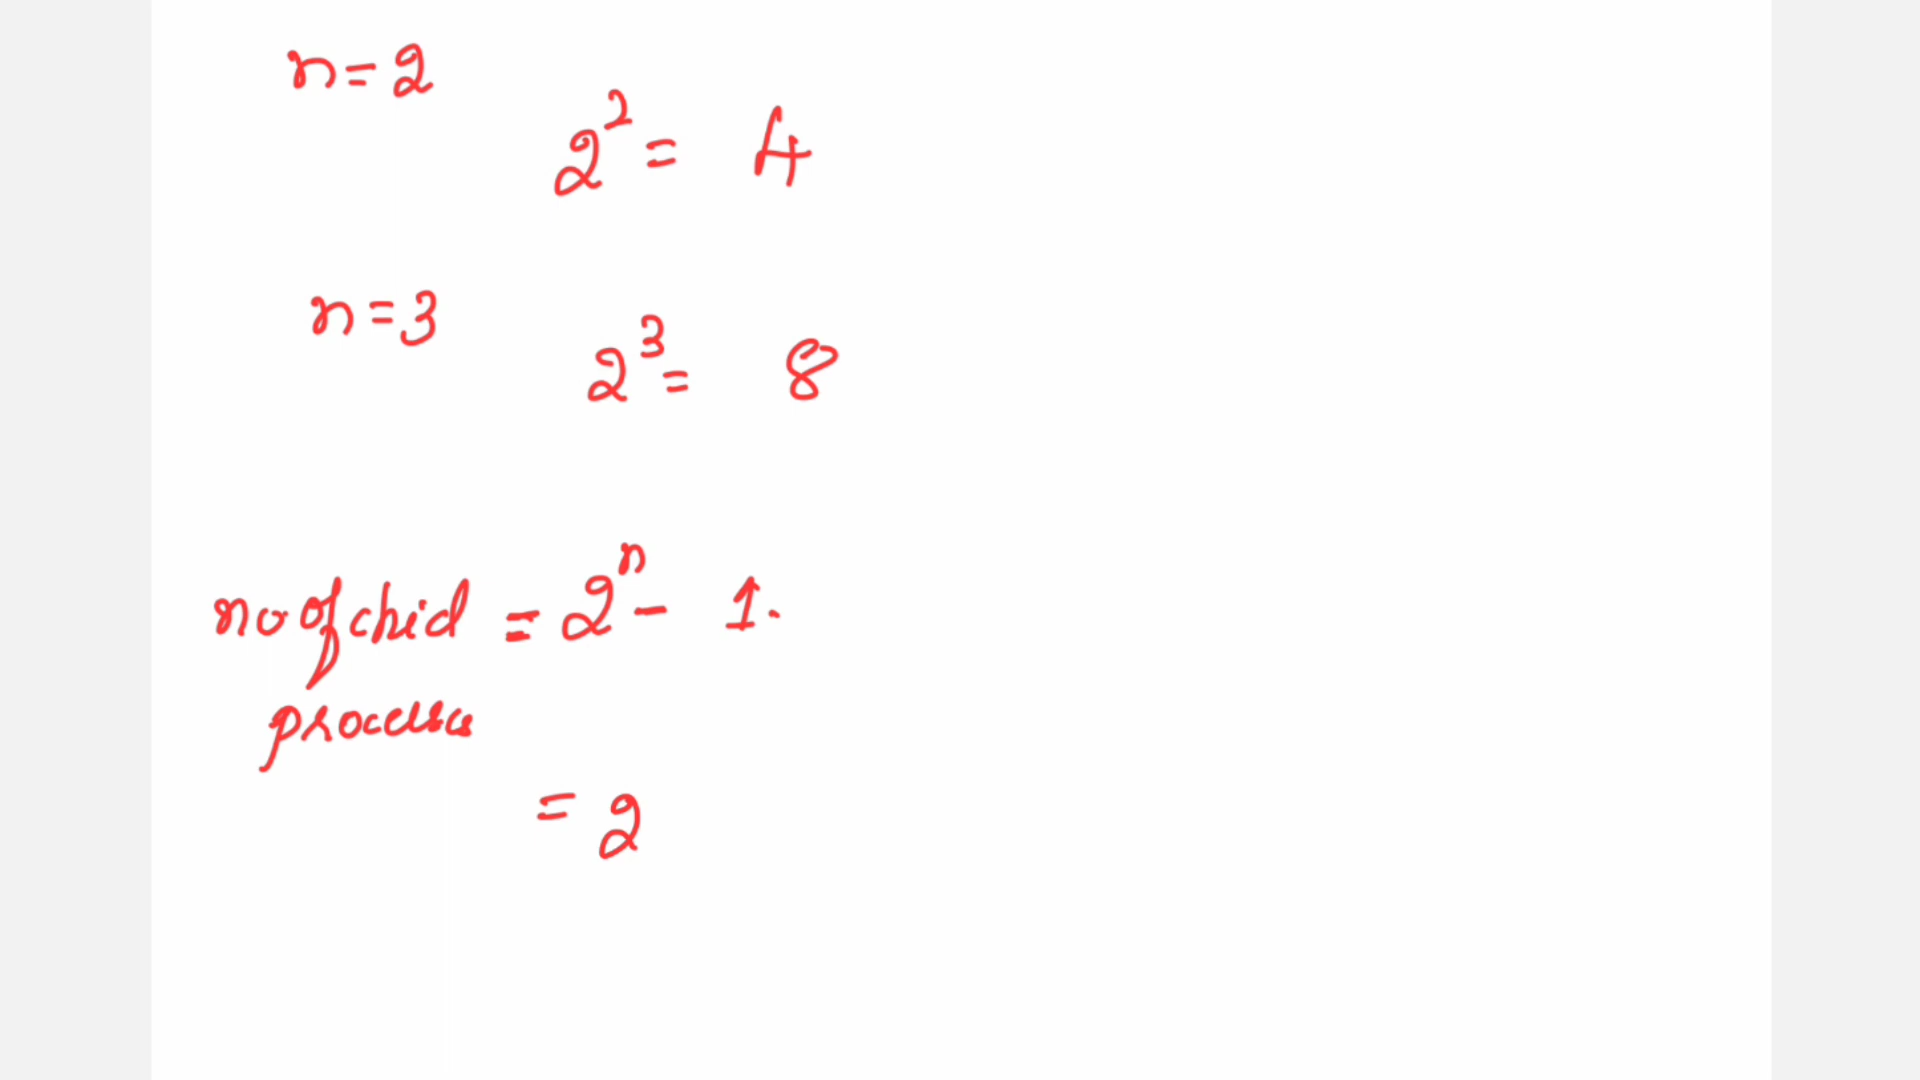 n=2
2² = 4
n=3
2³= 8
no of chid = 2ⁿ - 1.
process
= 2